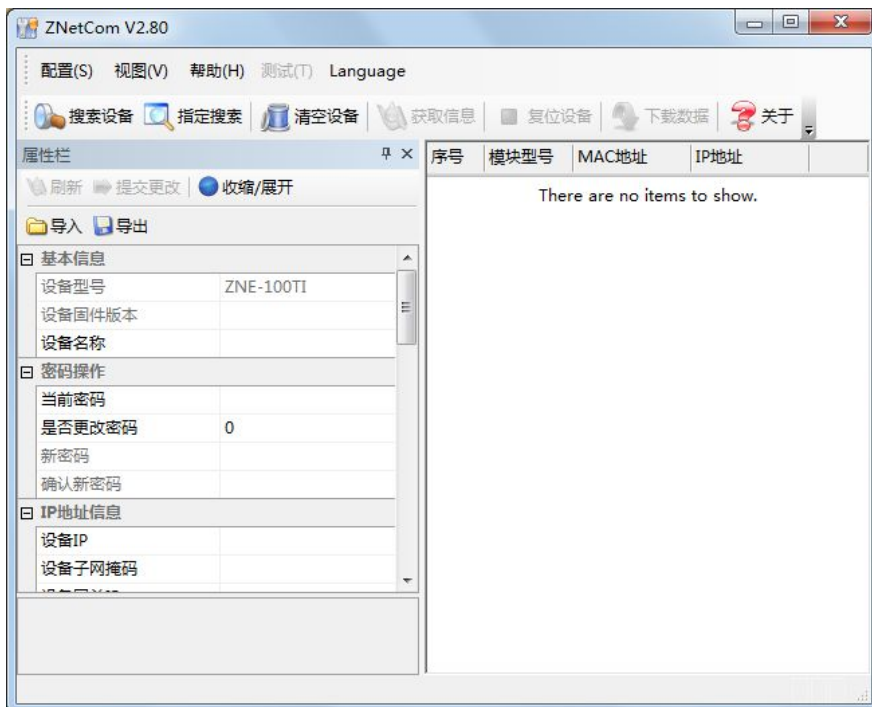 ZNetCom V2.80
配置(S) 视图(V) 帮助(H) 测试(T) Language
搜索设备 指定搜索 清空设备 获取信息 复位设备 下载数据 关于
属性栏
序号 模块型号 MAC地址 IP地址
刷新 提交更改 收缩/展开
There are no items to show.
导入 导出
基本信息
设备型号 ZNE-100TI
设备固件版本
设备名称
密码操作
当前密码
是否更改密码 0
新密码
确认新密码
IP地址信息
设备IP
设备子网掩码